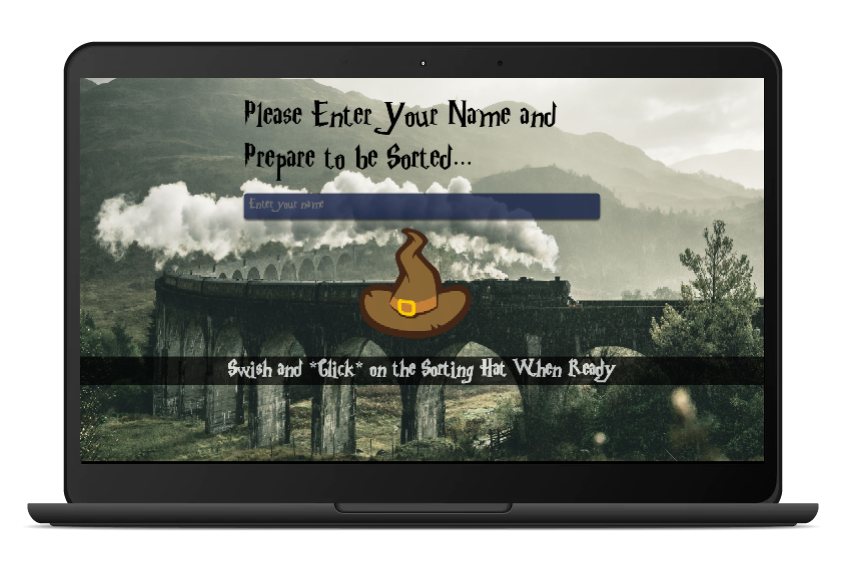 Please Enter Your Name and
Prepare to be Sorted...
Enter your name
Swish and *Click* on the Sorting Hat When Ready